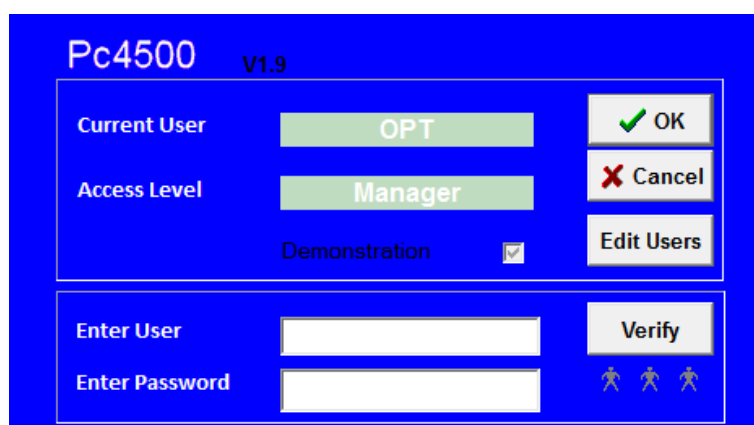 Pc4500 V1.9
Current User OPT OK
Access Level Manager Cancel
Demonstration Edit Users
Enter User Verify
Enter Password